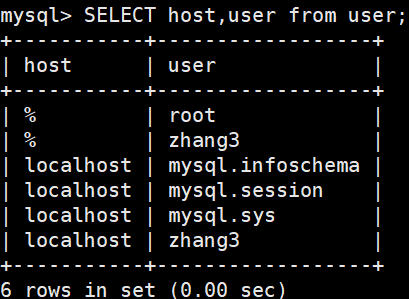 mysql> SELECT host,user from user;
+-----------+------------------+
| host      | user             |
+-----------+------------------+
| %         | root             |
| %         | zhang3           |
| localhost | mysql.infoschema |
| localhost | mysql.session    |
| localhost | mysql.sys        |
| localhost | zhang3           |
+-----------+------------------+
6 rows in set (0.00 sec)